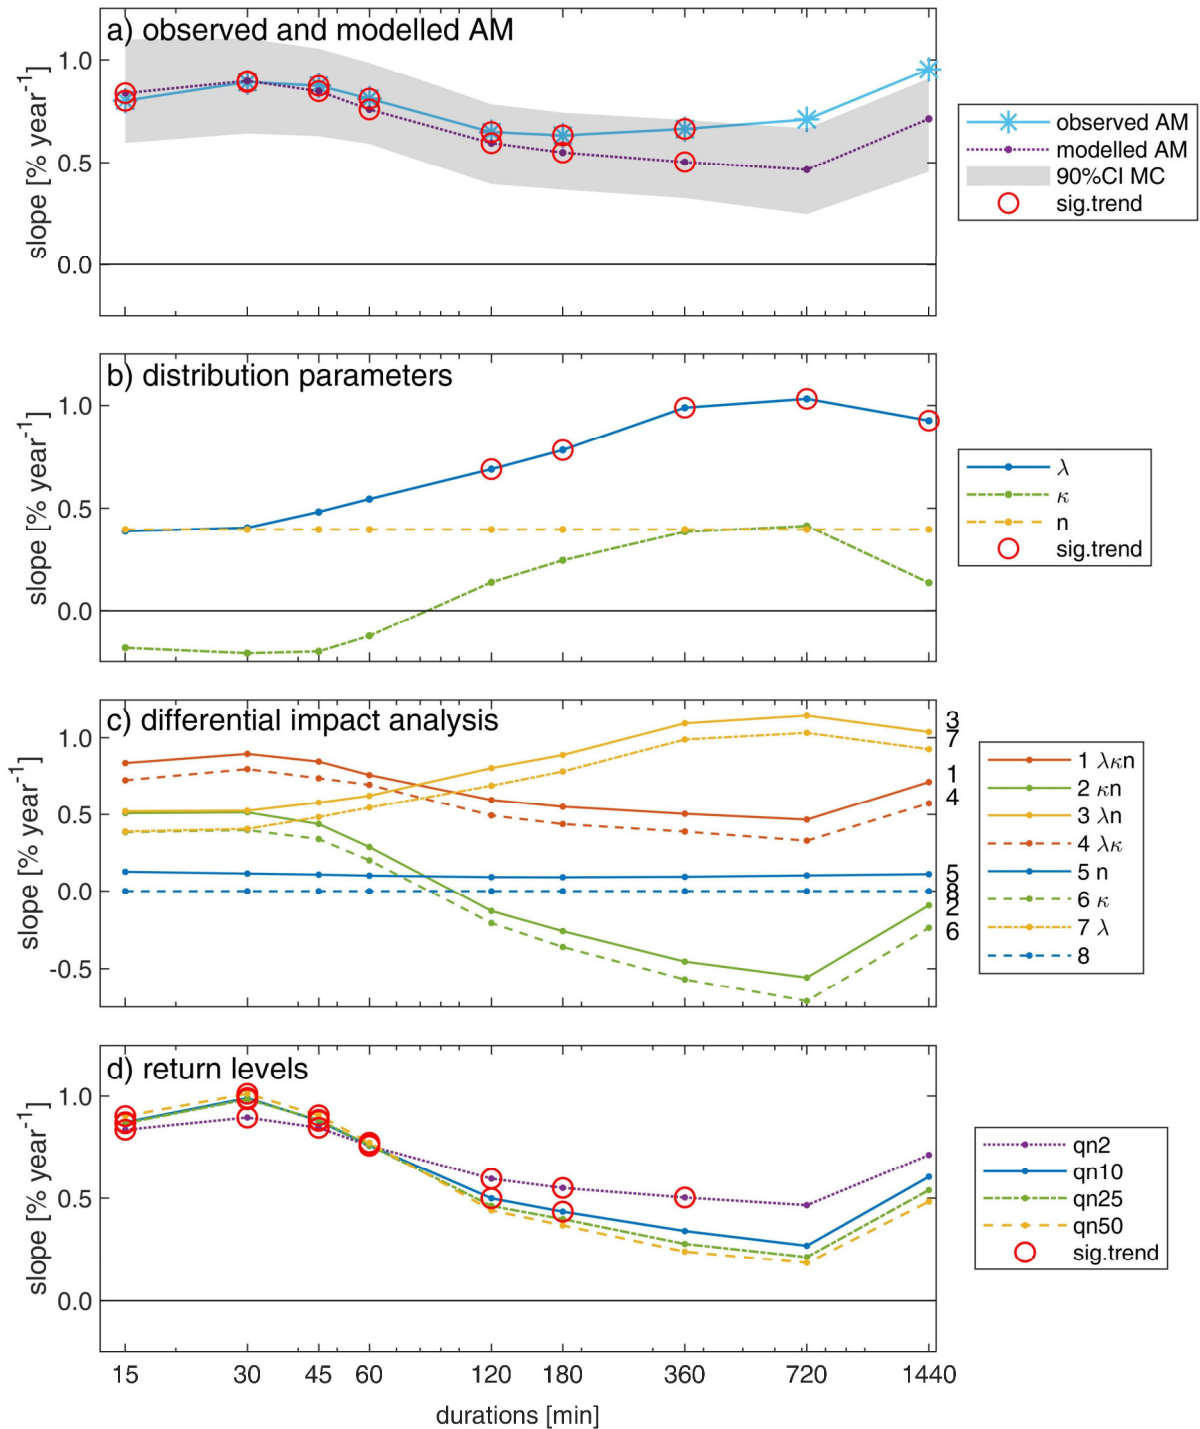 a) observed and modelled AM
1.0
0.5
0.0
slope [% year-1]
observed AM
modelled AM
90%CI MC
sig.trend
b) distribution parameters
1.0
0.5
0.0
slope [% year-1]
λ
κ
n
sig.trend
c) differential impact analysis
1.0
0.5
0.0
-0.5
slope [% year-1]
3
7
1
4
5
8
2
6
1 λκn
2 κn
3 λn
4 λκ
5 n
6 κ
7 λ
8
d) return levels
1.0
0.5
0.0
slope [% year-1]
qn2
qn10
qn25
qn50
sig.trend
15 30 45 60 120 180 360 720 1440
durations [min]